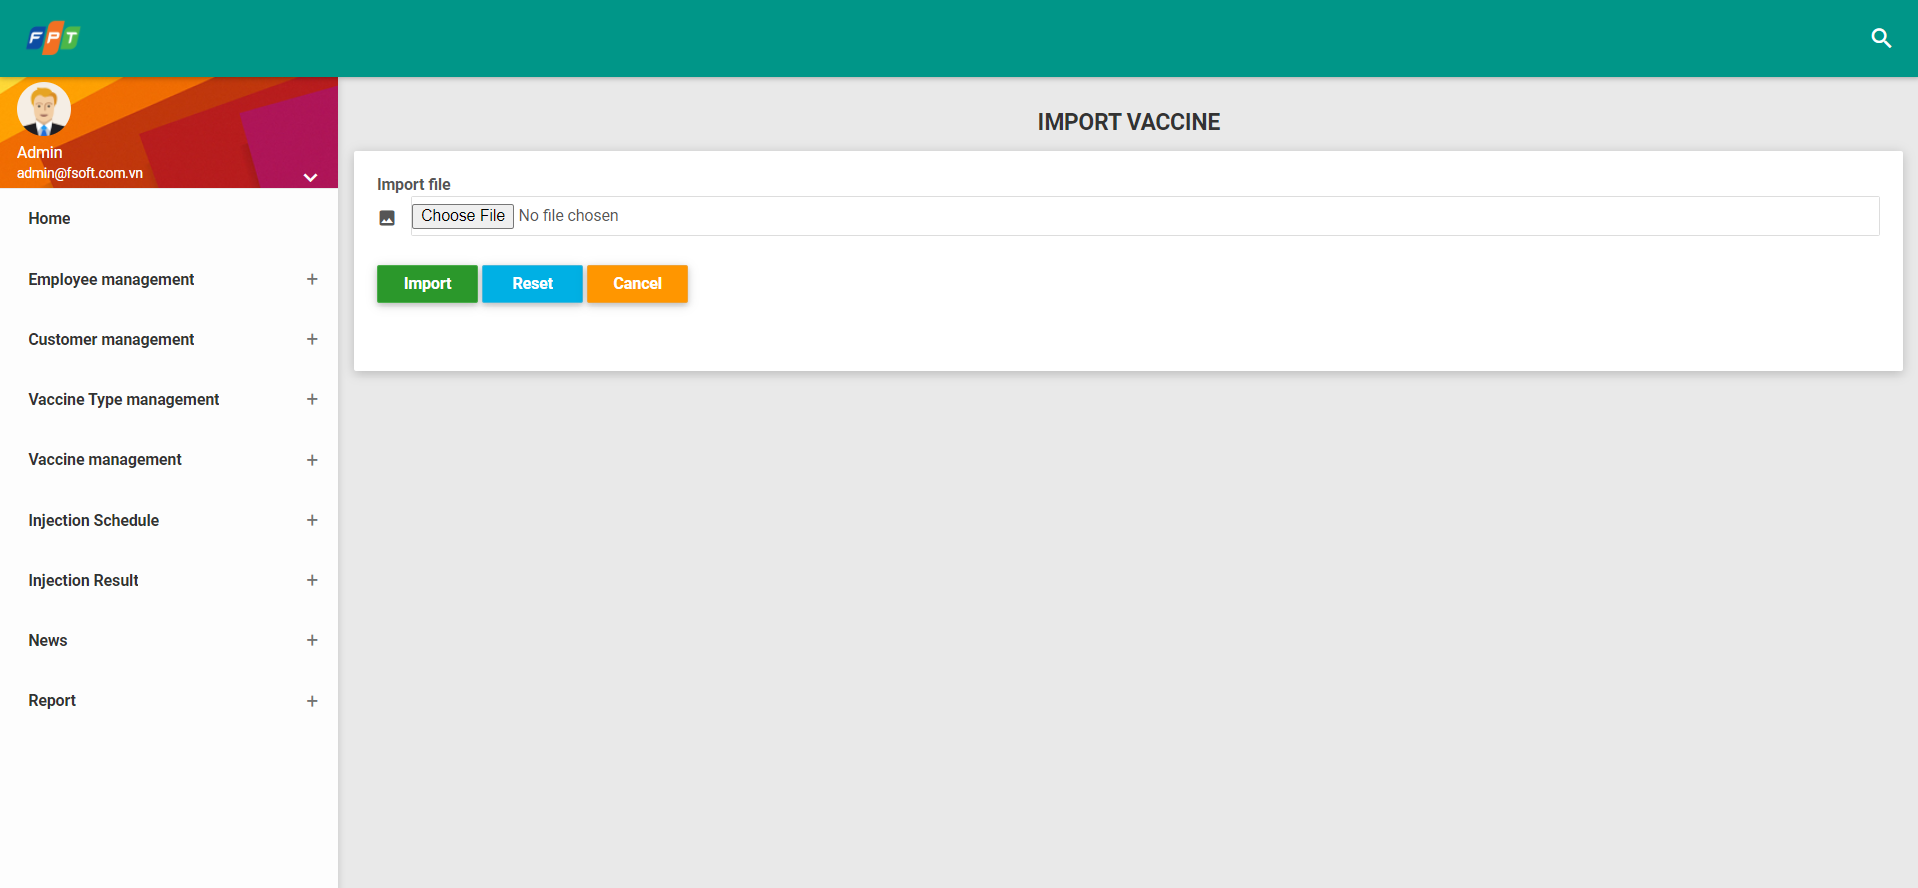 FPT
Admin
admin@fsoft.com.vn
Home
Employee management
Customer management
Vaccine Type management
Vaccine management
Injection Schedule
Injection Result
News
Report
IMPORT VACCINE
Import file
Choose File No file chosen
Import Reset Cancel